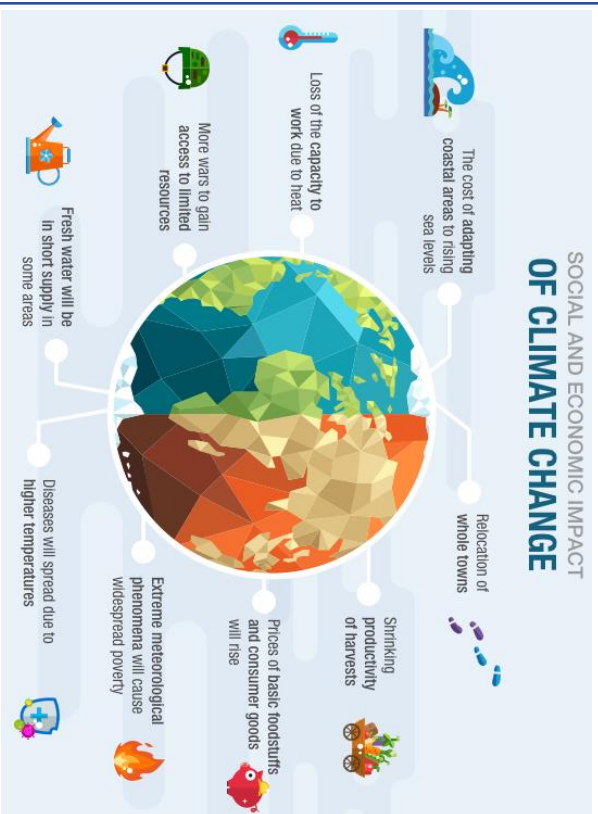 SOCIAL AND ECONOMIC IMPACT
OF CLIMATE CHANGE
The cost of adapting
coastal areas to rising
sea levels
Loss of the capacity to
work due to heat
More wars to gain
access to limited
resources
Fresh water will be
in short supply in
some areas
Relocation of
whole towns
Shrinking
productivity
of harvests
Prices of basic foodstuffs
and consumer goods
will rise
Extreme meteorological
phenomena will cause
widespread poverty
Diseases will spread due to
higher temperatures